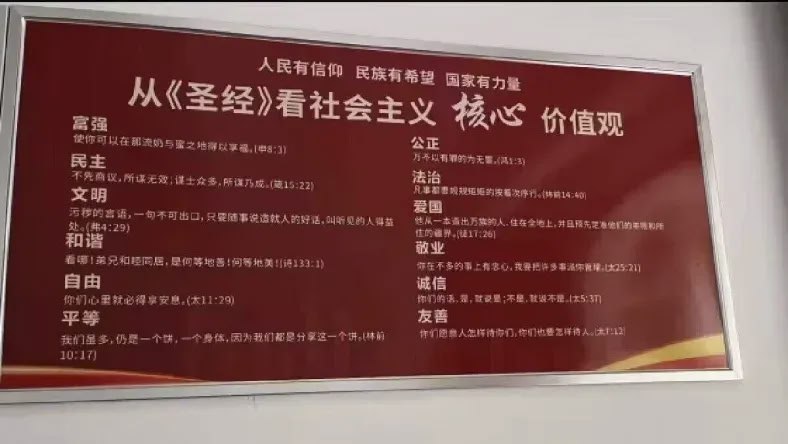 人民有信仰 民族有希望 国家有力量
从《圣经》看社会主义 核心 价值观
富强
使你可以在那流奶与蜜之地得以享福。(申6:3)
民主
不先商议，所谋无效；谋士众多，所谋乃成。(箴15:22)
文明
污秽的言语，一句不可出口，只要随事说造就人的好话，叫听见的人得益
处。(弗4:29)
和谐
看哪！弟兄和睦同居，是何等地善！何等地美！(诗133:1)
自由
你们心里就必得享安息。(太11:29)
平等
我们虽多，仍是一个饼，一个身体，因为我们都是分享这一个饼。(林前
10:17)
公正
万不以有罪的为无罪。(鸿1:3)
法治
凡事都要规规矩矩的按着次序行。(林前14:40)
爱国
他从一本造出万族的人，住在全地上，并且预先定准他们的年限和所
住的疆界。(徒17:26)
敬业
你在不多的事上有忠心，我要把许多事派你管理。(太25:21)
诚信
你们的话，是，就说是；不是，就说不是。(太5:37)
友善
你们愿意人怎样待你们，你们也要怎样待人。(太7:12)